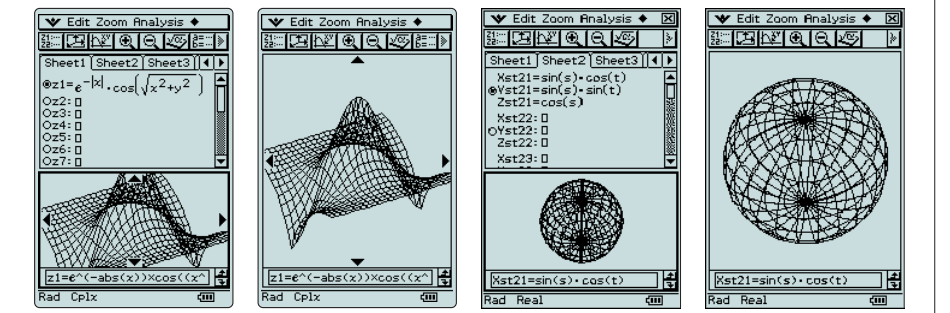 Edit Zoom Analysis ◆
Sheet1 Sheet2 Sheet3
z1=e^-|x|·cos(√x²+y²)
z2:▯
z3:▯
z4:▯
z5:▯
z6:▯
z7:▯
z1=e^(-abs(x))×cos((x^
Rad Cplx
Edit Zoom Analysis ◆
z1=e^(-abs(x))×cos((x^
Rad Cplx
Edit Zoom Analysis ◆
Sheet1 Sheet2 Sheet3
Xst21=sin(s)·cos(t)
Yst21=sin(s)·sin(t)
Zst21=cos(s)
Xst22:▯
Yst22:▯
Zst22:▯
Xst23:▯
Xst21=sin(s)·cos(t)
Rad Real
Edit Zoom Analysis ◆
Xst21=sin(s)·cos(t)
Rad Real